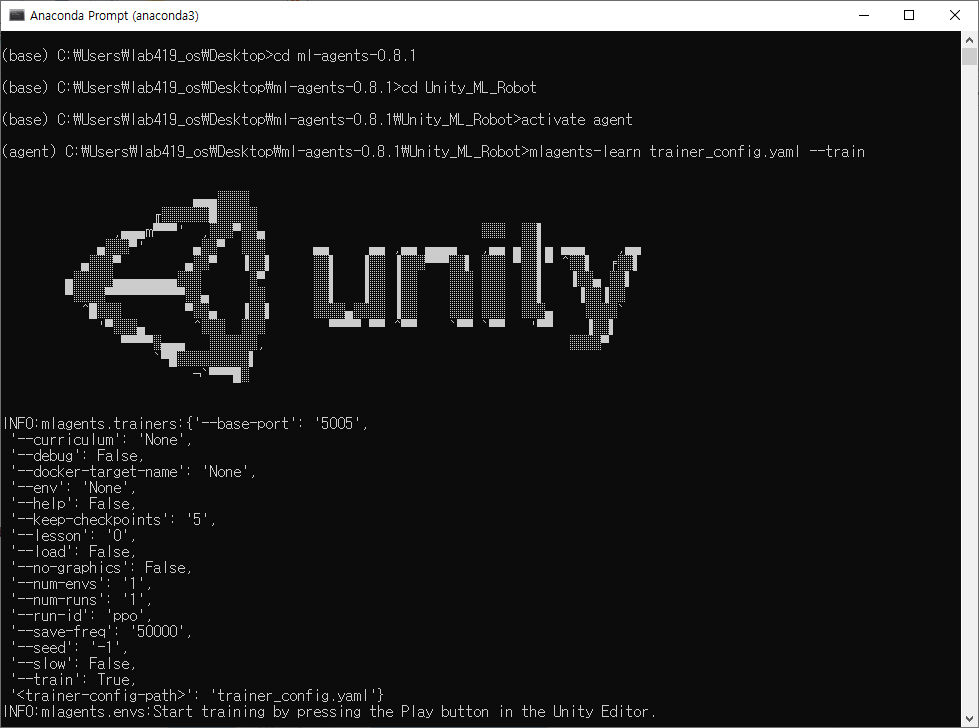 Anaconda Prompt (anaconda3)
(base) C:₩Users₩lab419_os₩Desktop>cd ml-agents-0.8.1
(base) C:₩Users₩lab419_os₩Desktop₩ml-agents-0.8.1>cd Unity_ML_Robot
(base) C:₩Users₩lab419_os₩Desktop₩ml-agents-0.8.1₩Unity_ML_Robot>activate agent
(agent) C:₩Users₩lab419_os₩Desktop₩ml-agents-0.8.1₩Unity_ML_Robot>mlagents-learn trainer_config.yaml --train
unity
INFO:mlagents.trainers:{'--base-port': '5005',
'--curriculum': 'None',
'--debug': False,
'--docker-target-name': 'None',
'--env': 'None',
'--help': False,
'--keep-checkpoints': '5',
'--lesson': '0',
'--load': False,
'--no-graphics': False,
'--num-envs': '1',
'--num-runs': '1',
'--run-id': 'ppo',
'--save-freq': '50000',
'--seed': '-1',
'--slow': False,
'--train': True,
'<trainer-config-path>': 'trainer_config.yaml'}
INFO:mlagents.envs:Start training by pressing the Play button in the Unity Editor.